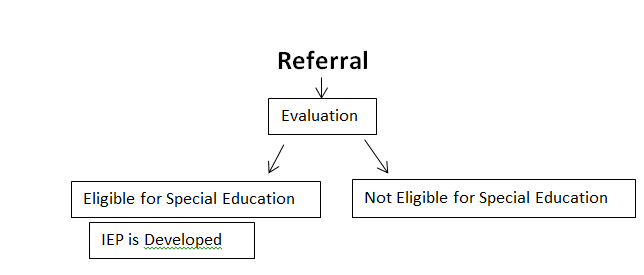 Referral
Evaluation
Eligible for Special Education
Not Eligible for Special Education
IEP is Developed